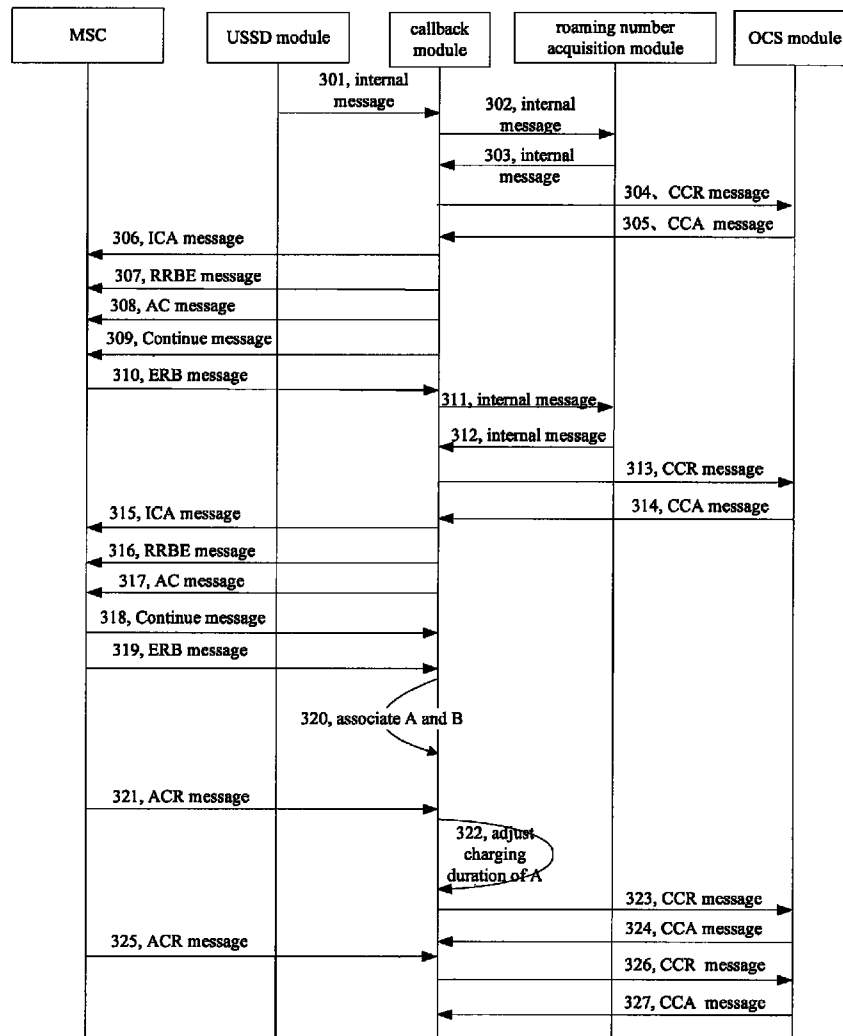 MSC
USSD module
callback
module
roaming number
acquisition module
OCS module
301, internal
message
302, internal
message
303, internal
message
304、CCR message
305、CCA message
306, ICA message
307, RRBE message
308, AC message
309, Continue message
310, ERB message
311, internal message
312, internal message
313, CCR message
314, CCA message
315, ICA message
316, RRBE message
317, AC message
318, Continue message
319, ERB message
320, associate A and B
321, ACR message
322, adjust
charging
duration of A
323, CCR message
324, CCA message
325, ACR message
326, CCR message
327, CCA message